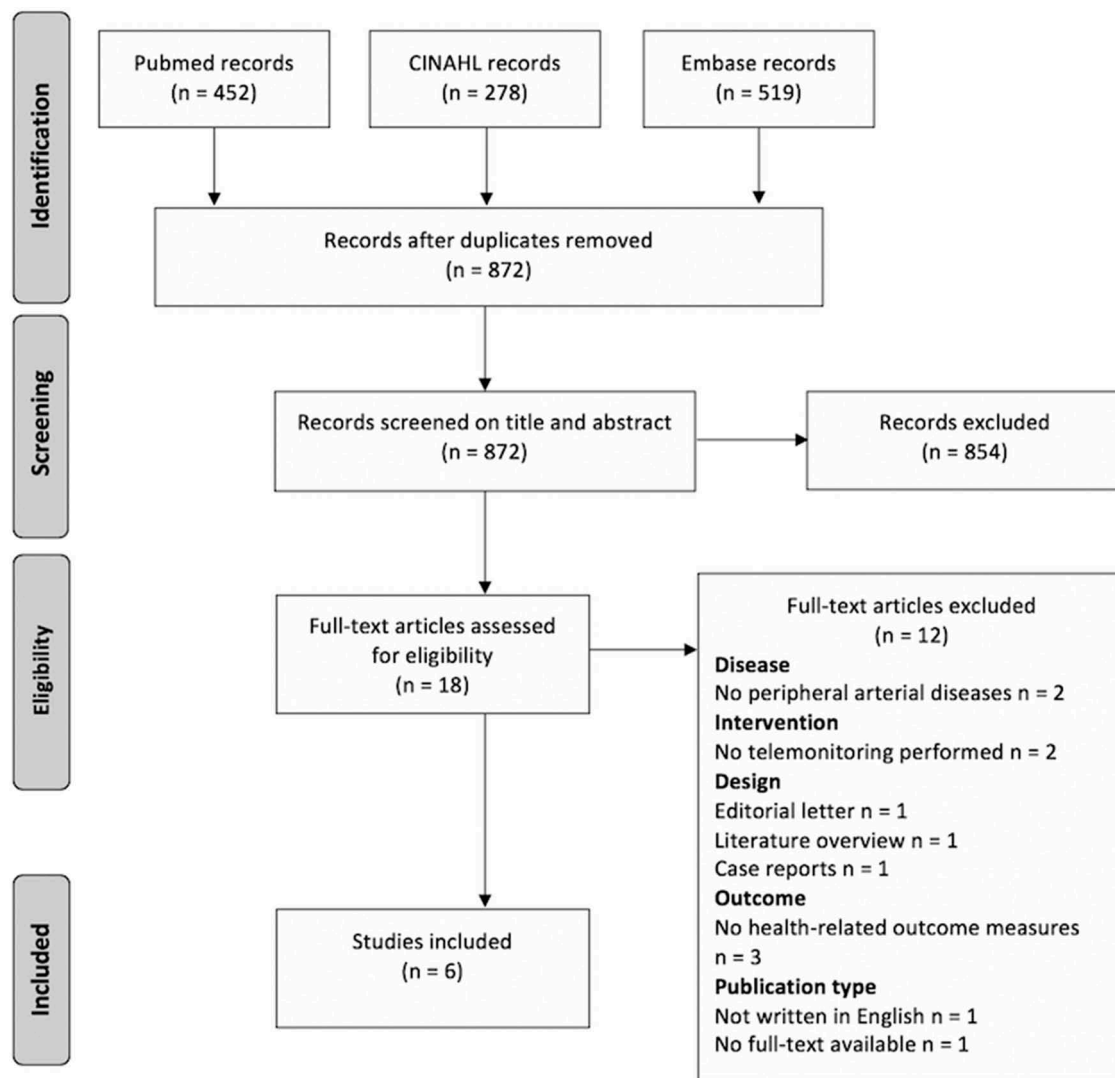 Identification
Pubmed records
(n = 452)
CINAHL records
(n = 278)
Embase records
(n = 519)
Records after duplicates removed
(n = 872)
Screening
Records screened on title and abstract
(n = 872)
Records excluded
(n = 854)
Eligibility
Full-text articles assessed
for eligibility
(n = 18)
Full-text articles excluded
(n = 12)
Disease
No peripheral arterial diseases n = 2
Intervention
No telemonitoring performed n = 2
Design
Editorial letter n = 1
Literature overview n = 1
Case reports n = 1
Outcome
No health-related outcome measures
n = 3
Publication type
Not written in English n = 1
No full-text available n = 1
Included
Studies included
(n = 6)